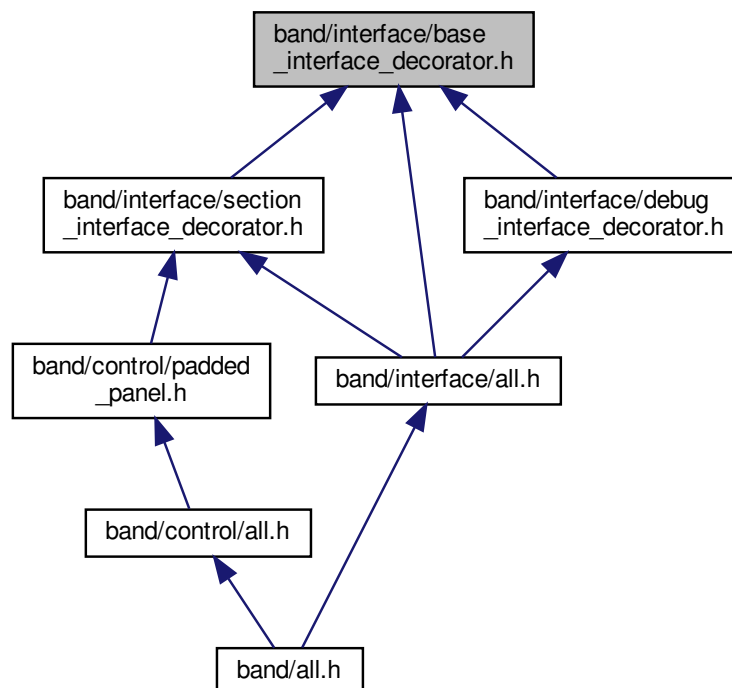 band/interface/base
_interface_decorator.h
band/interface/section
_interface_decorator.h
band/interface/debug
_interface_decorator.h
band/control/padded
_panel.h
band/interface/all.h
band/control/all.h
band/all.h